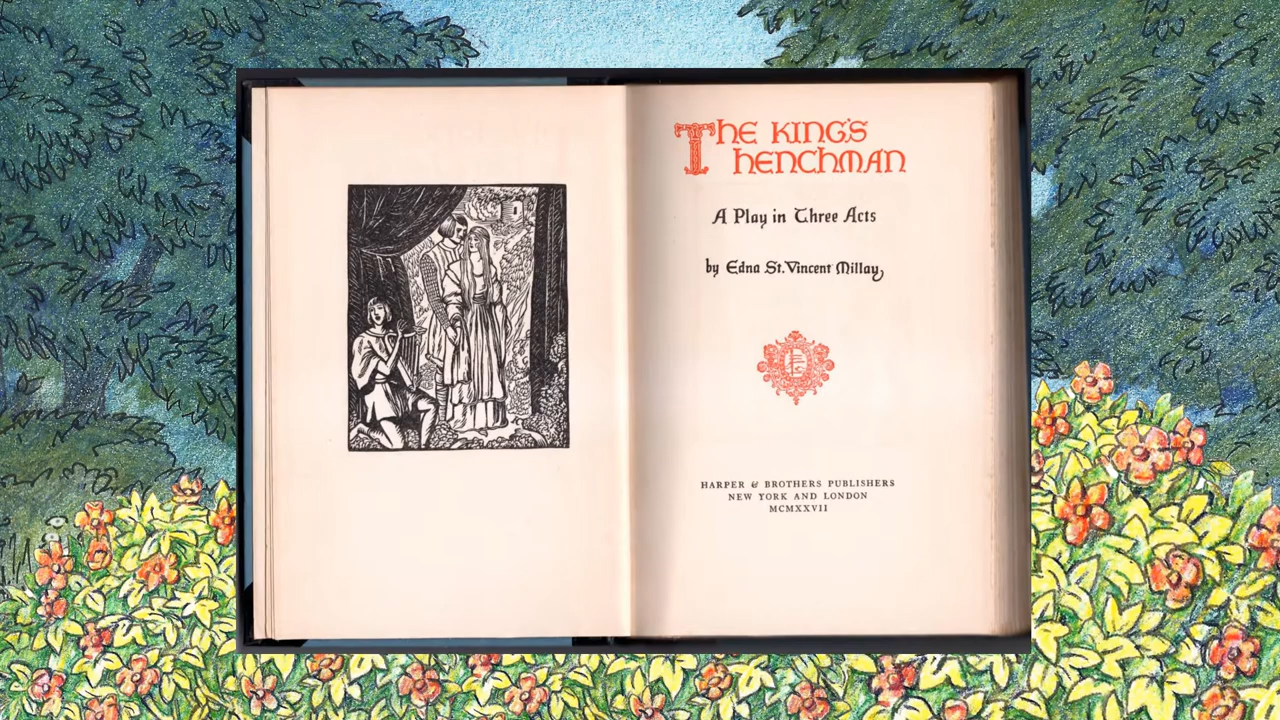 The King's
Henchman
A Play in Three Acts
by Edna St. Vincent Millay
HARPER & BROTHERS PUBLISHERS
NEW YORK AND LONDON
MCMXXVII